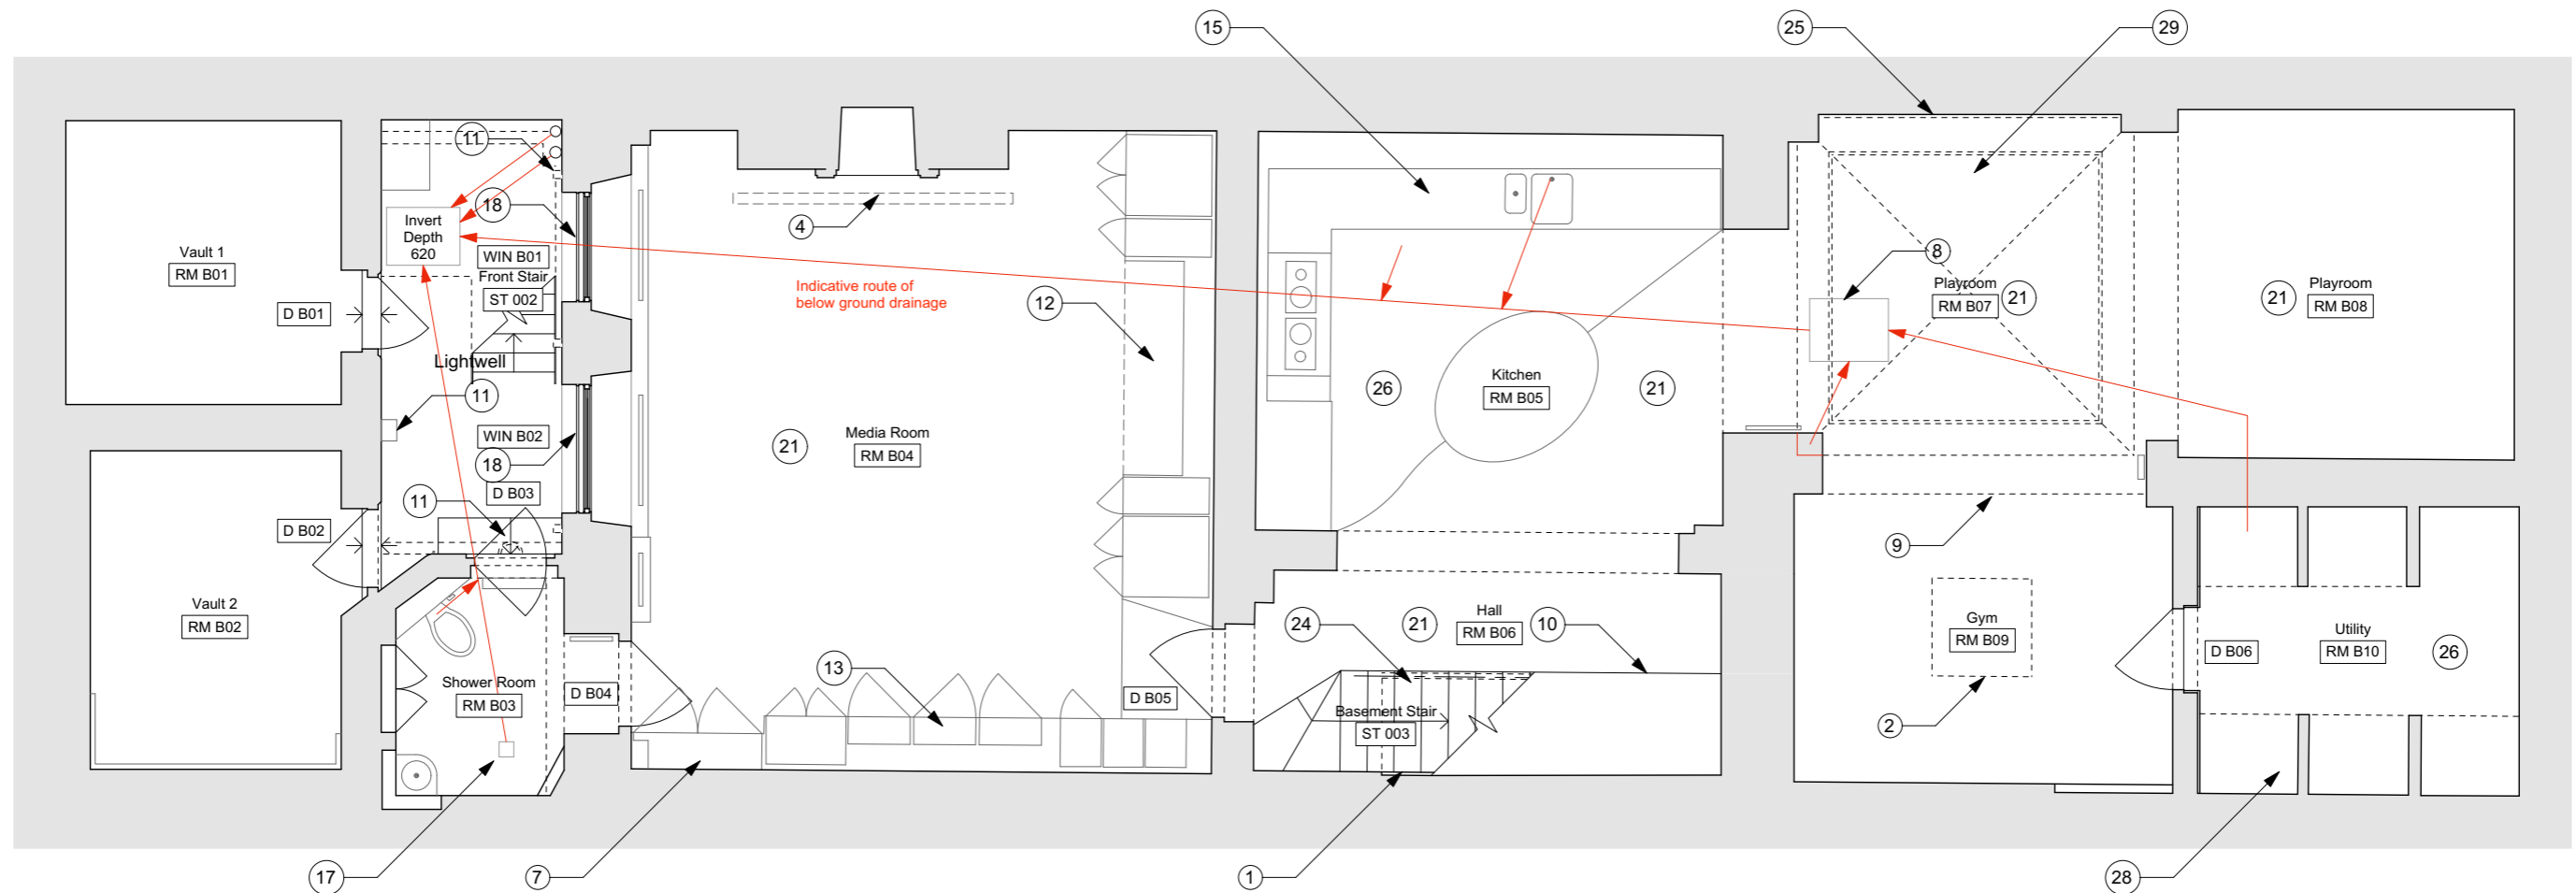 15
25
29
11
18
Invert
Depth
620
4
Vault 1
RM B01
WIN B01
Front Stair
ST 002
D B01
Lightwell
Indicative route of
below ground drainage
12
8
Playroom
RM B07
21
21
Playroom
RM B08
11
26
Kitchen
RM B05
21
WIN B02
18
D B03
21
Media Room
RM B04
11
D B02
9
Vault 2
RM B02
24
21
Hall
RM B06
10
Gym
RM B09
D B06
Utility
RM B10
26
Shower Room
RM B03
D B04
13
D B05
Basement Stair
ST 003
2
17
7
1
28